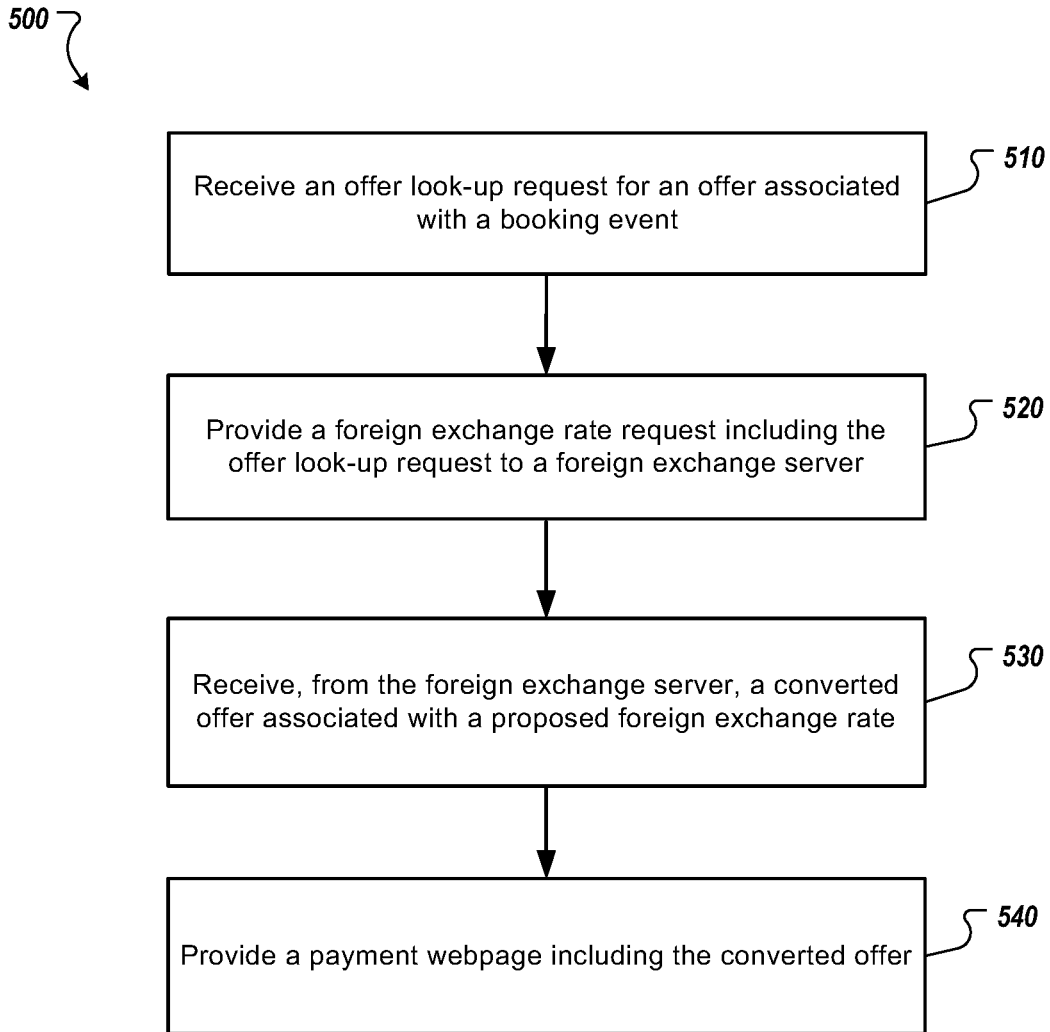 500
510
Receive an offer look-up request for an offer associated
with a booking event
520
Provide a foreign exchange rate request including the
offer look-up request to a foreign exchange server
530
Receive, from the foreign exchange server, a converted
offer associated with a proposed foreign exchange rate
540
Provide a payment webpage including the converted offer